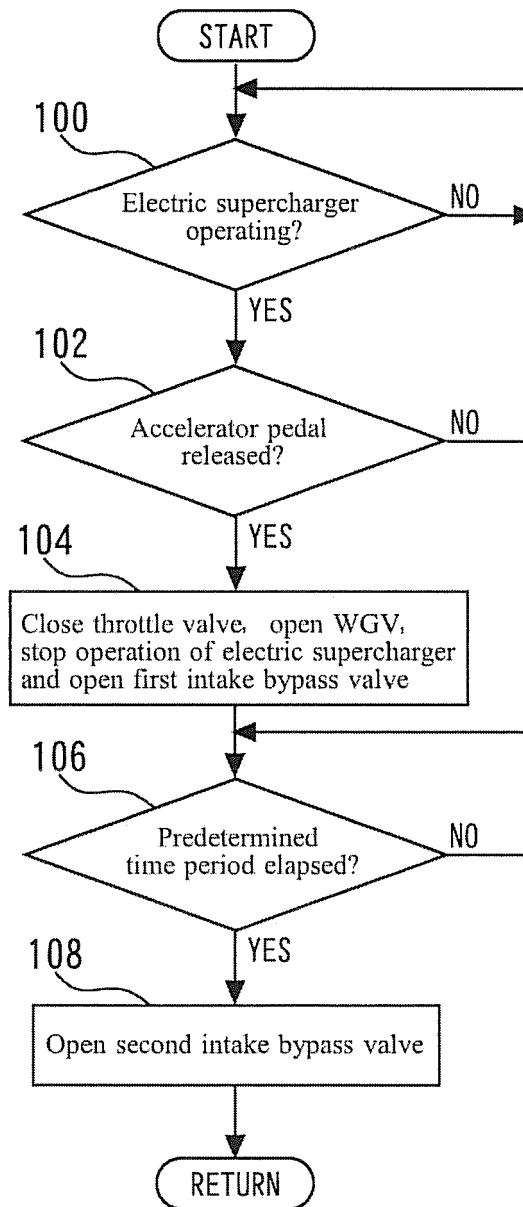 START
100
Electric supercharger
operating?
NO
YES
102
Accelerator pedal
released?
NO
YES
104
Close throttle valve, open WGV,
stop operation of electric supercharger
and open first intake bypass valve
106
Predetermined
time period elapsed?
NO
YES
108
Open second intake bypass valve
RETURN